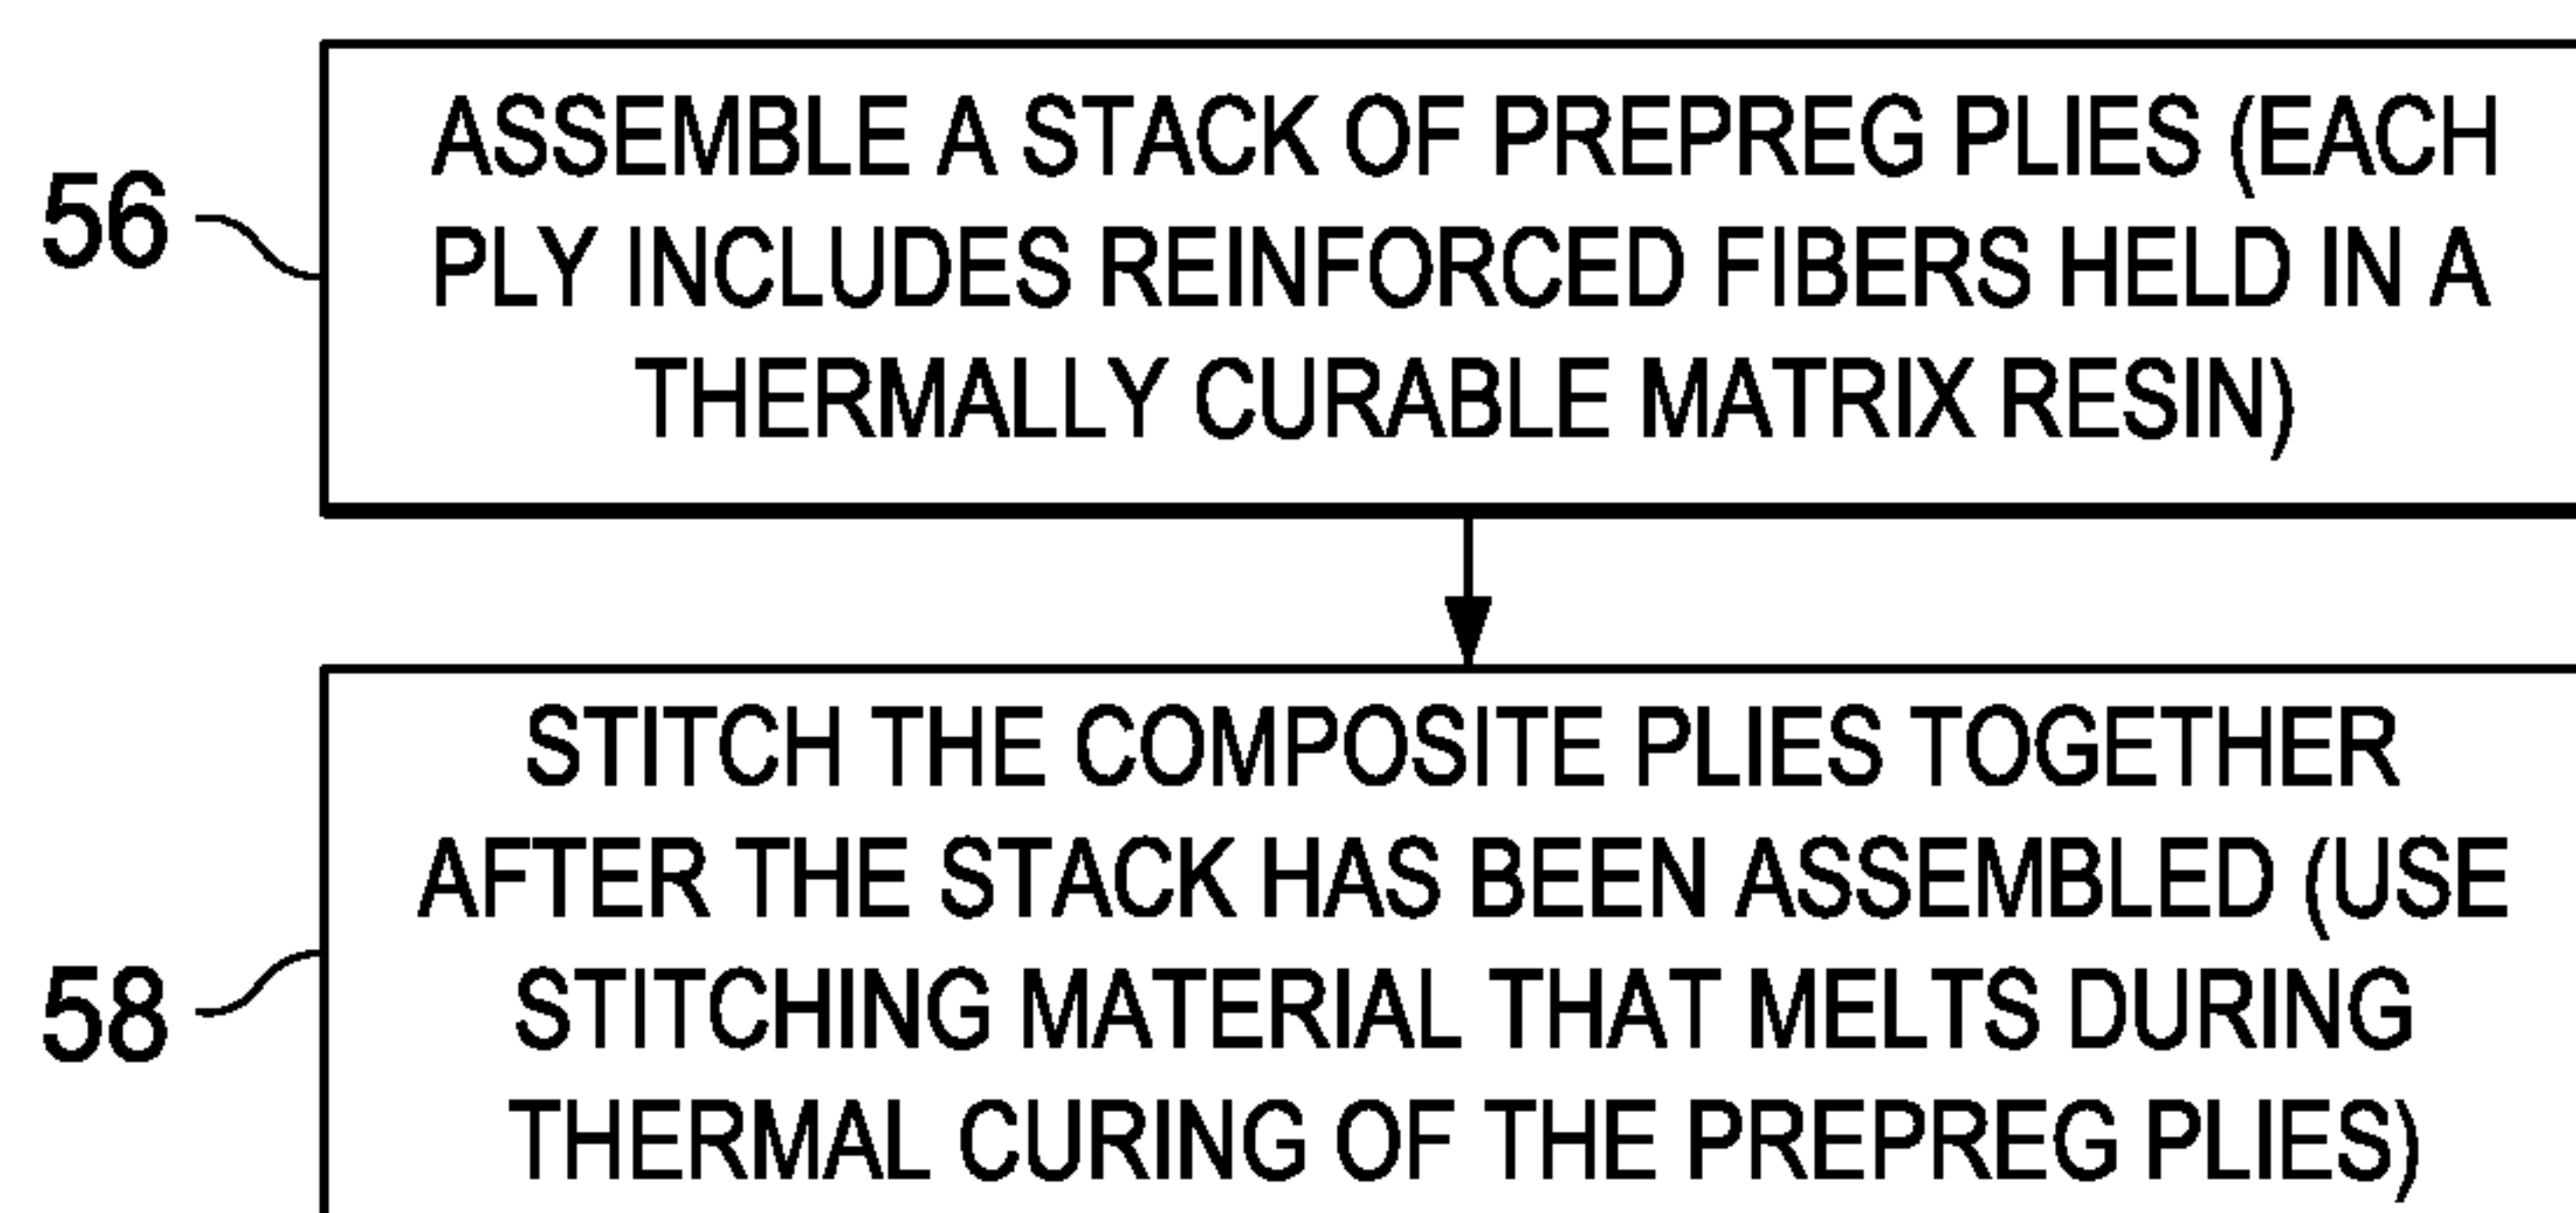 ASSEMBLE A STACK OF PREPREG PLIES (EACH
56
PLY INCLUDES REINFORCED FIBERS HELD IN A
THERMALLY CURABLE MATRIX RESIN)
STITCH THE COMPOSITE PLIES TOGETHER
AFTER THE STACK HAS BEEN ASSEMBLED (USE
58
STITCHING MATERIAL THAT MELTS DURING
THERMAL CURING OF THE PREPREG PLIES)